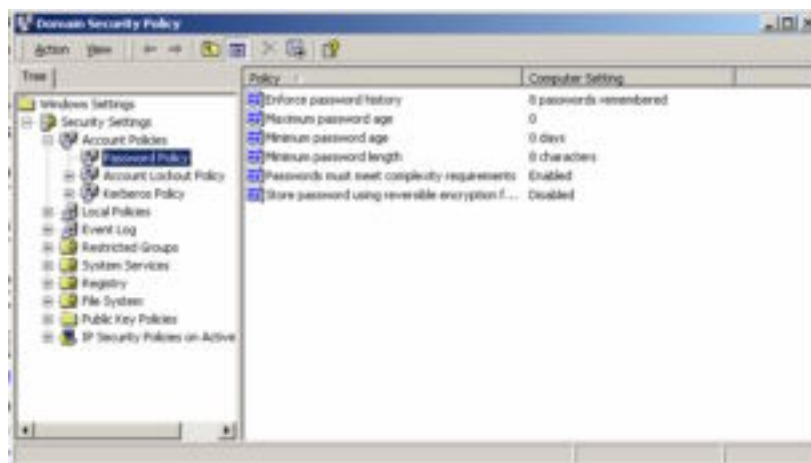 Domain Security Policy
Action View
Tree
Windows Settings
Security Settings
Account Policies
Password Policy
Account Lockout Policy
Kerberos Policy
Local Policies
Event Log
Restricted Groups
System Services
Registry
File System
Public Key Policies
IP Security Policies on Active
Policy Computer Setting
Enforce password history 8 passwords remembered
Maximum password age 0
Minimum password age 0 days
Minimum password length 8 characters
Passwords must meet complexity requirements Enabled
Store password using reversible encryption f... Disabled